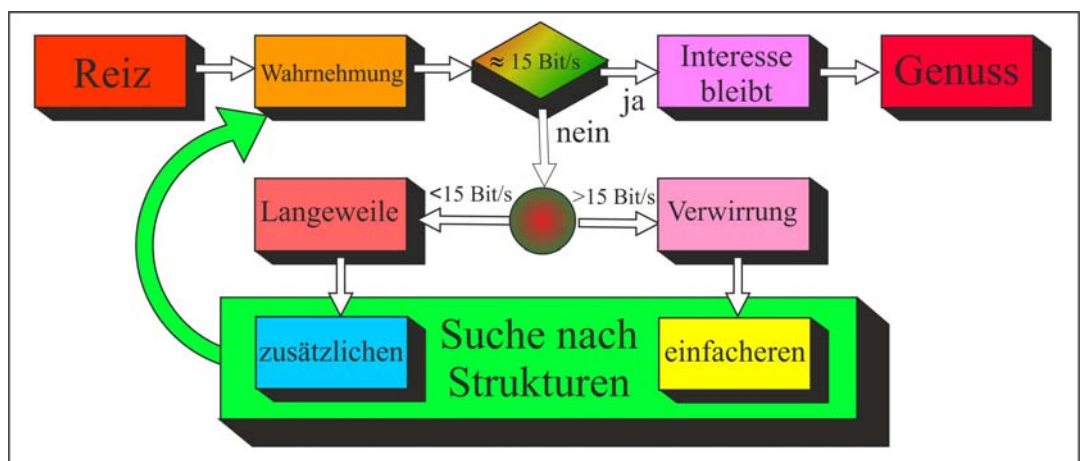 Reiz
Wahrnehmung
≈ 15 Bit/s
ja
Interesse
bleibt
Genuss
nein
Langeweile
<15 Bit/s
>15 Bit/s
Verwirrung
zusätzlichen
Suche nach
Strukturen
einfacheren